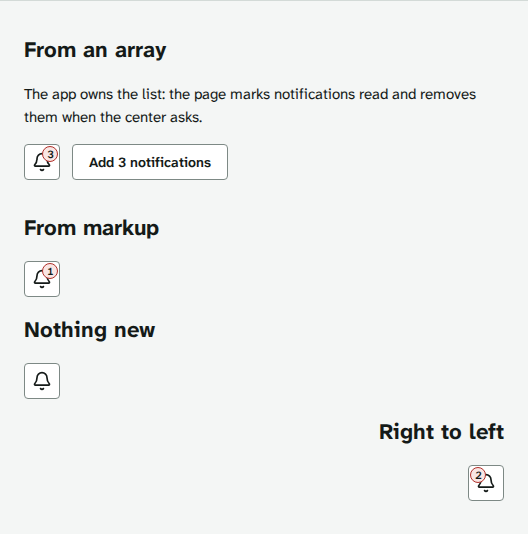 From an array
The app owns the list: the page marks notifications read and removes
them when the center asks.
3
Add 3 notifications
From markup
1
Nothing new
Right to left
2